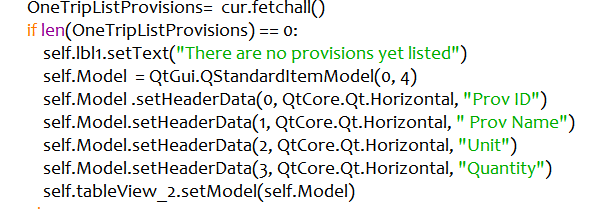 OneTripListProvisions=  cur.fetchall()
if len(OneTripListProvisions) == 0:
self.lbl1.setText("There are no provisions yet listed")
self.Model  = QtGui.QStandardItemModel(0, 4)
self.Model .setHeaderData(0, QtCore.Qt.Horizontal, "Prov ID")
self.Model.setHeaderData(1, QtCore.Qt.Horizontal, " Prov Name")
self.Model.setHeaderData(2, QtCore.Qt.Horizontal, "Unit")
self.Model.setHeaderData(3, QtCore.Qt.Horizontal, "Quantity")
self.tableView_2.setModel(self.Model)